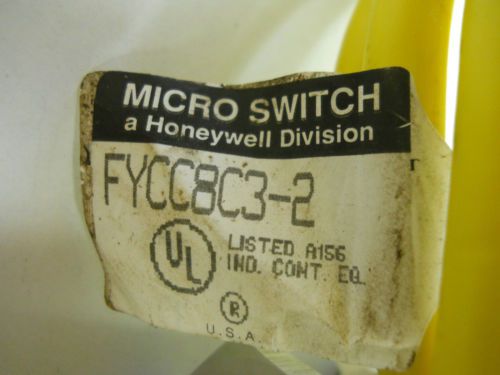 MICRO SWITCH
a Honeywell Division
FYCC8C3-2
UL LISTED A156
IND. CONT. EQ.
R
U.S.A.